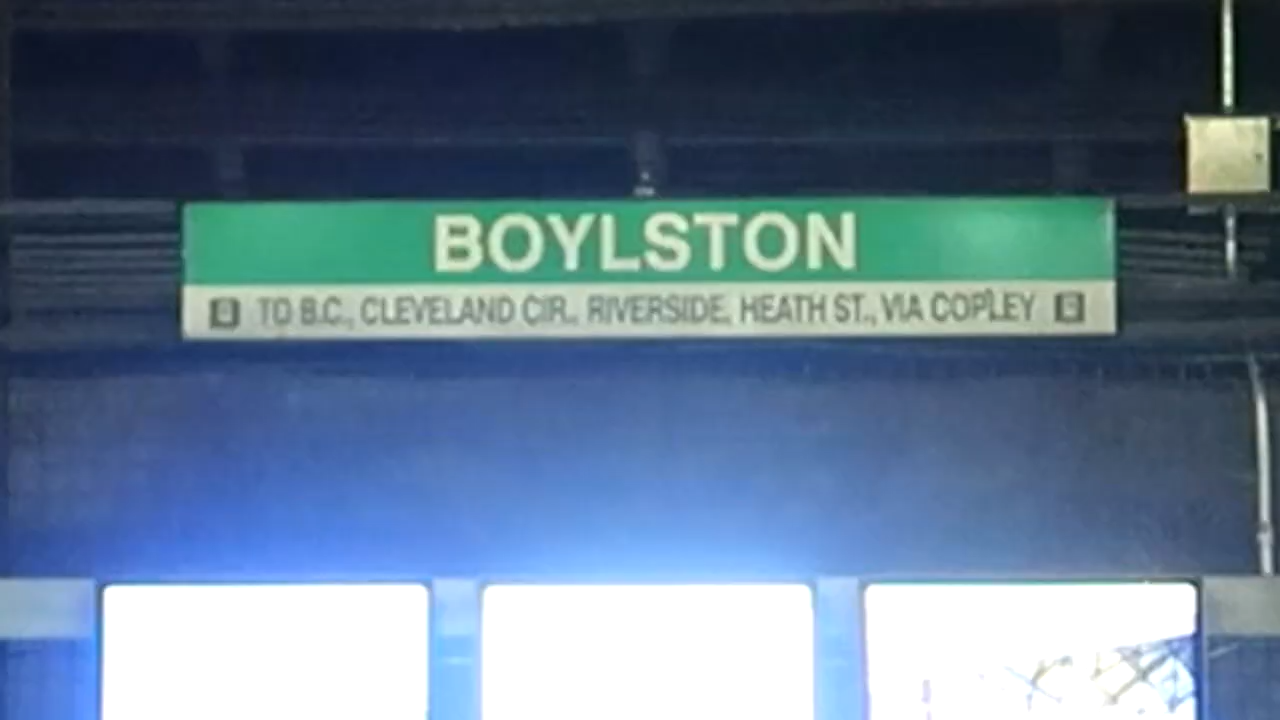 BOYLSTON
TO B.C., CLEVELAND CIR., RIVERSIDE, HEATH ST., VIA COPLEY